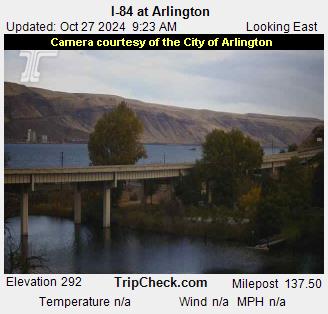 I-84 at Arlington
Updated: Oct 27 2024 9:23 AM Looking East
Camera courtesy of the City of Arlington
Elevation 292 TripCheck.com Milepost 137.50
Temperature n/a Wind n/a MPH n/a